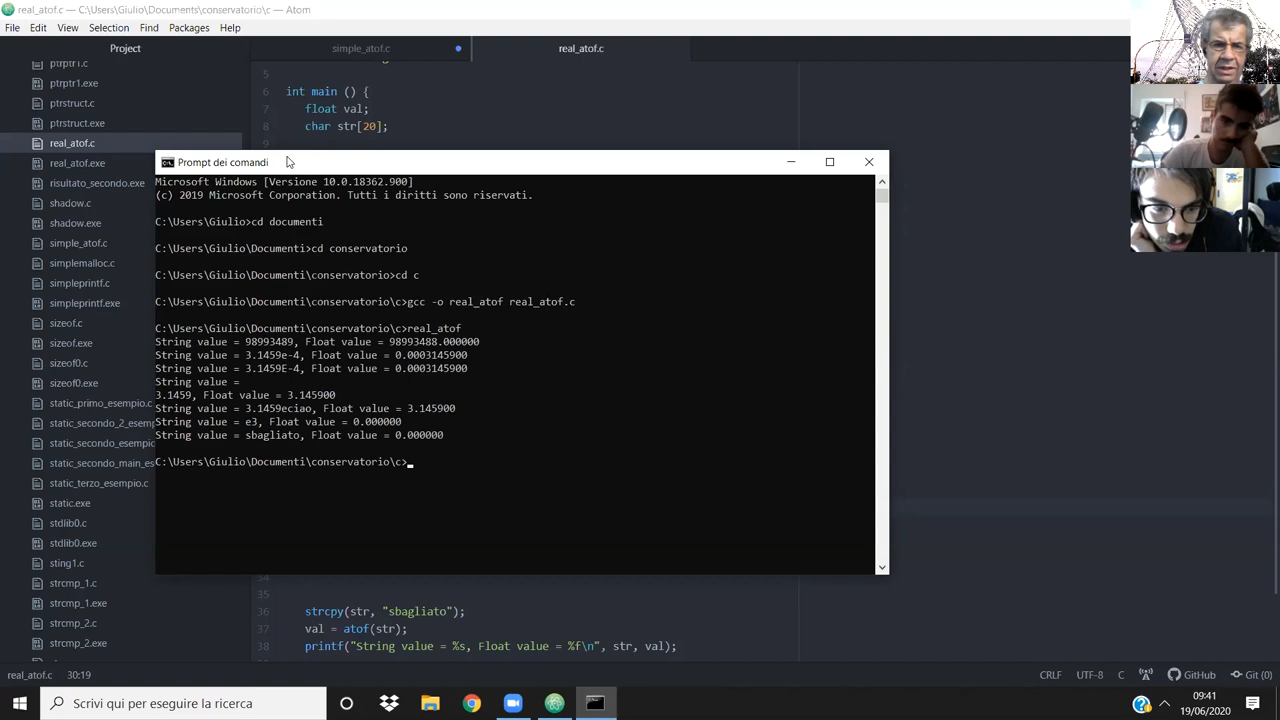 real_atof.c — C:\Users\Giulio\Documents\conservatorio\c — Atom
File Edit View Selection Find Packages Help
Project
simple_atof.c
real_atof.c
ptrptr1.c
ptrptr1.exe
ptrstruct.c
ptrstruct.exe
real_atof.c
real_atof.exe
risultato_secondo.exe
shadow.c
shadow.exe
simple_atof.c
simplemalloc.c
simpleprintf.c
simpleprintf.exe
sizeof.c
sizeof.exe
sizeof0.c
sizeof0.exe
static_primo_esempio.c
static_secondo_2_esemp
static_secondo_esempic
static_secondo_main_es
static_terzo_esempio.c
static.exe
stdlib0.c
stdlib0.exe
sting1.c
strcmp_1.c
strcmp_1.exe
strcmp_2.c
strcmp_2.exe
5
6 int main () {
7 float val;
8 char str[20];
9
Prompt dei comandi
Microsoft Windows [Versione 10.0.18362.900]
(c) 2019 Microsoft Corporation. Tutti i diritti sono riservati.
C:\Users\Giulio>cd documenti
C:\Users\Giulio\Documenti>cd conservatorio
C:\Users\Giulio\Documenti\conservatorio>cd c
C:\Users\Giulio\Documenti\conservatorio\c>gcc -o real_atof real_atof.c
C:\Users\Giulio\Documenti\conservatorio\c>real_atof
String value = 98993489, Float value = 98993488.000000
String value = 3.1459e-4, Float value = 0.0003145900
String value = 3.1459E-4, Float value = 0.0003145900
String value =
3.1459, Float value = 3.145900
String value = 3.1459eciao, Float value = 3.145900
String value = e3, Float value = 0.000000
String value = sbagliato, Float value = 0.000000
C:\Users\Giulio\Documenti\conservatorio\c>
34
35
36 strcpy(str, "sbagliato");
37 val = atof(str);
38 printf("String value = %s, Float value = %f\n", str, val);
real_atof.c 30:19
CRLF UTF-8 C GitHub Git (0)
Scrivi qui per eseguire la ricerca
09:41
19/06/2020